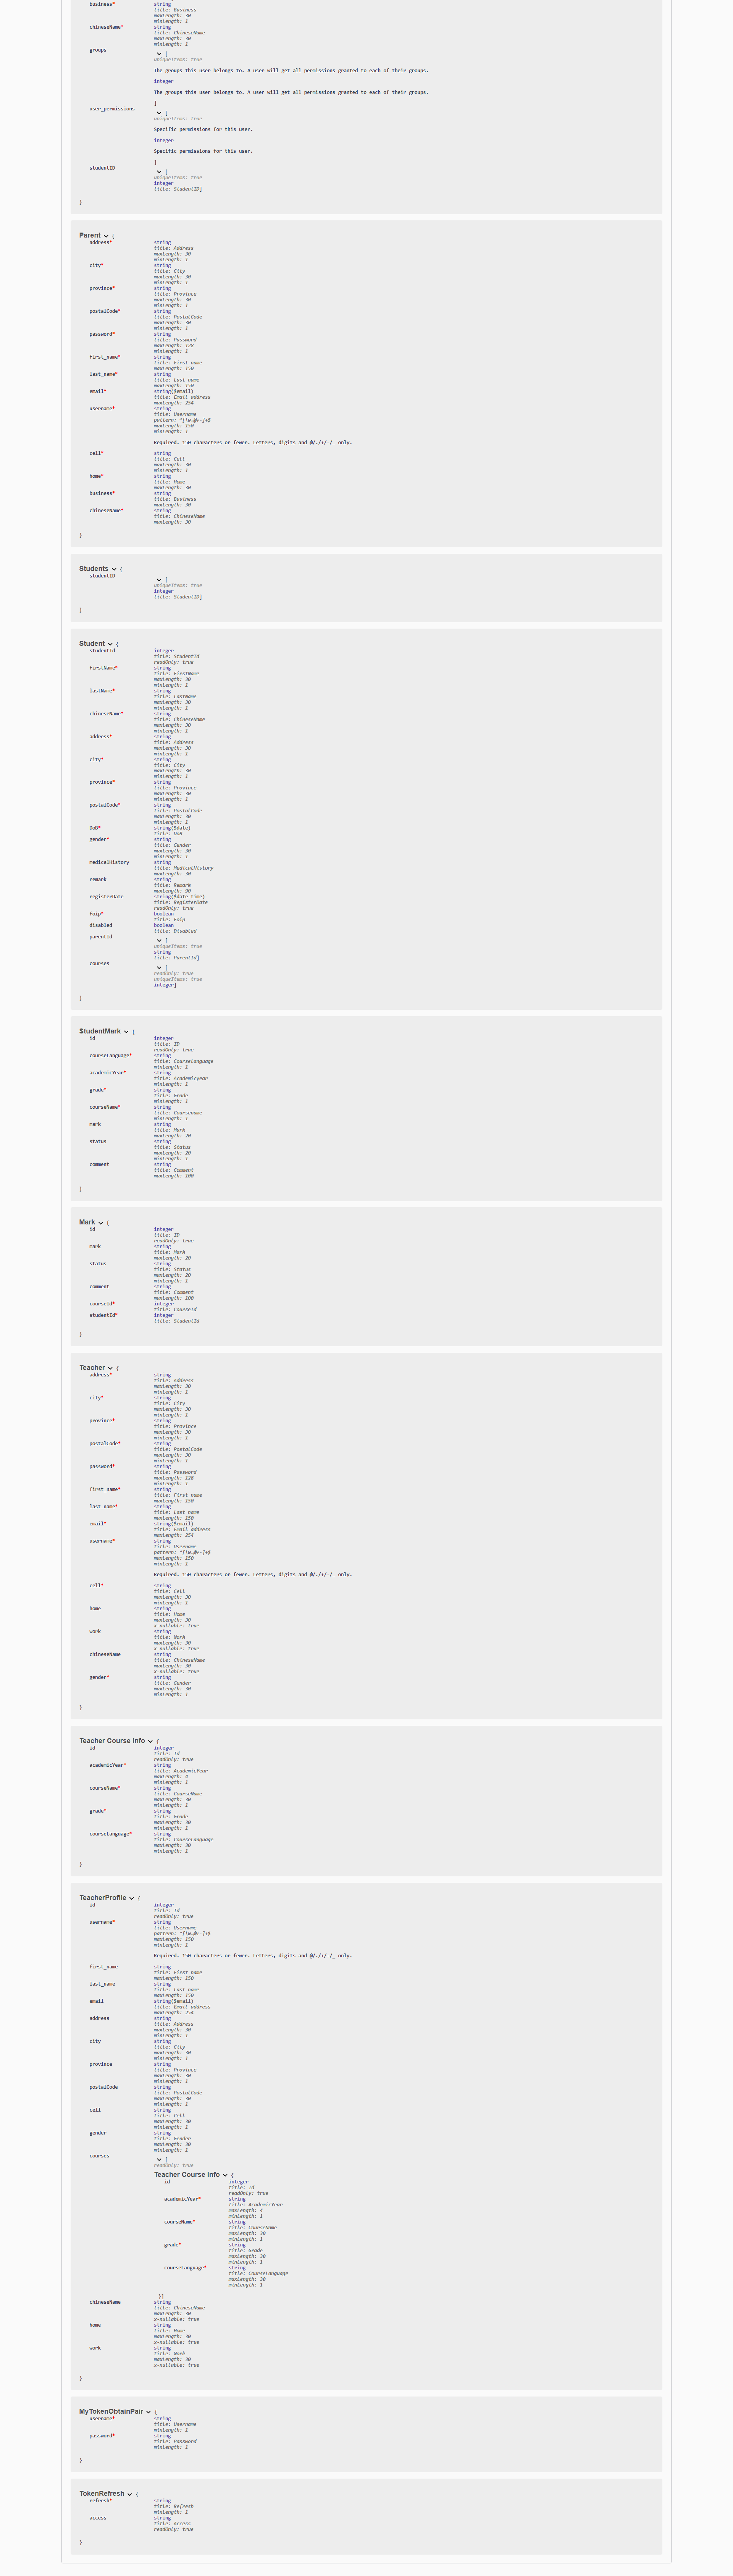 business* string
title: Business
maxLength: 30
minLength: 1
chineseName* string
title: ChineseName
maxLength: 30
minLength: 1
groups [
uniqueItems: true
The groups this user belongs to. A user will get all permissions granted to each of their groups.
integer
The groups this user belongs to. A user will get all permissions granted to each of their groups.
]
user_permissions [
uniqueItems: true
Specific permissions for this user.
integer
Specific permissions for this user.
]
studentID [
uniqueItems: true
integer
title: StudentID]
}
Parent {
address* string
title: Address
maxLength: 30
minLength: 1
city* string
title: City
maxLength: 30
minLength: 1
province* string
title: Province
maxLength: 30
minLength: 1
postalCode* string
title: PostalCode
maxLength: 30
minLength: 1
password* string
title: Password
maxLength: 128
minLength: 1
first_name* string
title: First name
maxLength: 150
last_name* string
title: Last name
maxLength: 150
email* string($email)
title: Email address
maxLength: 254
username* string
title: Username
pattern: ^[\w.@+-]+$
maxLength: 150
minLength: 1
Required. 150 characters or fewer. Letters, digits and @/./+/-/_ only.
cell* string
title: Cell
maxLength: 30
minLength: 1
home* string
title: Home
maxLength: 30
business* string
title: Business
maxLength: 30
chineseName* string
title: ChineseName
maxLength: 30
}
Students {
studentID [
uniqueItems: true
integer
title: StudentID]
}
Student {
studentId integer
title: StudentId
readOnly: true
firstName* string
title: FirstName
maxLength: 30
minLength: 1
lastName* string
title: LastName
maxLength: 30
minLength: 1
chineseName* string
title: ChineseName
maxLength: 30
minLength: 1
address* string
title: Address
maxLength: 30
minLength: 1
city* string
title: City
maxLength: 30
minLength: 1
province* string
title: Province
maxLength: 30
minLength: 1
postalCode* string
title: PostalCode
maxLength: 30
minLength: 1
DoB* string($date)
title: DoB
gender* string
title: Gender
maxLength: 30
minLength: 1
medicalHistory string
title: MedicalHistory
maxLength: 30
remark string
title: Remark
maxLength: 90
registerDate string($date-time)
title: RegisterDate
readOnly: true
foip* boolean
title: Foip
disabled boolean
title: Disabled
parentId [
uniqueItems: true
string
title: ParentId]
courses [
readOnly: true
uniqueItems: true
integer]
}
StudentMark {
id integer
title: ID
readOnly: true
courseLanguage* string
title: Courselanguage
minLength: 1
academicYear* string
title: Academicyear
minLength: 1
grade* string
title: Grade
minLength: 1
courseName* string
title: Coursename
minLength: 1
mark string
title: Mark
maxLength: 20
status string
title: Status
maxLength: 20
minLength: 1
comment string
title: Comment
maxLength: 100
}
Mark {
id integer
title: ID
readOnly: true
mark string
title: Mark
maxLength: 20
status string
title: Status
maxLength: 20
minLength: 1
comment string
title: Comment
maxLength: 100
courseId* integer
title: CourseId
studentId* integer
title: StudentId
}
Teacher {
address* string
title: Address
maxLength: 30
minLength: 1
city* string
title: City
maxLength: 30
minLength: 1
province* string
title: Province
maxLength: 30
minLength: 1
postalCode* string
title: PostalCode
maxLength: 30
minLength: 1
password* string
title: Password
maxLength: 128
minLength: 1
first_name* string
title: First name
maxLength: 150
last_name* string
title: Last name
maxLength: 150
email* string($email)
title: Email address
maxLength: 254
username* string
title: Username
pattern: ^[\w.@+-]+$
maxLength: 150
minLength: 1
Required. 150 characters or fewer. Letters, digits and @/./+/-/_ only.
cell* string
title: Cell
maxLength: 30
minLength: 1
home string
title: Home
maxLength: 30
x-nullable: true
work string
title: Work
maxLength: 30
x-nullable: true
chineseName string
title: ChineseName
maxLength: 30
x-nullable: true
gender* string
title: Gender
maxLength: 30
minLength: 1
}
Teacher Course Info {
id integer
title: Id
readOnly: true
academicYear* string
title: AcademicYear
maxLength: 4
minLength: 1
courseName* string
title: CourseName
maxLength: 30
minLength: 1
grade* string
title: Grade
maxLength: 30
minLength: 1
courseLanguage* string
title: CourseLanguage
maxLength: 30
minLength: 1
}
TeacherProfile {
id integer
title: Id
readOnly: true
username* string
title: Username
pattern: ^[\w.@+-]+$
maxLength: 150
minLength: 1
Required. 150 characters or fewer. Letters, digits and @/./+/-/_ only.
first_name string
title: First name
maxLength: 150
last_name string
title: Last name
maxLength: 150
email string($email)
title: Email address
maxLength: 254
address string
title: Address
maxLength: 30
minLength: 1
city string
title: City
maxLength: 30
minLength: 1
province string
title: Province
maxLength: 30
minLength: 1
postalCode string
title: PostalCode
maxLength: 30
minLength: 1
cell string
title: Cell
maxLength: 30
minLength: 1
gender string
title: Gender
maxLength: 30
minLength: 1
courses [
readOnly: true
Teacher Course Info {
id integer
title: Id
readOnly: true
academicYear* string
title: AcademicYear
maxLength: 4
minLength: 1
courseName* string
title: CourseName
maxLength: 30
minLength: 1
grade* string
title: Grade
maxLength: 30
minLength: 1
courseLanguage* string
title: CourseLanguage
maxLength: 30
minLength: 1
}]
chineseName string
title: ChineseName
maxLength: 30
x-nullable: true
home string
title: Home
maxLength: 30
x-nullable: true
work string
title: Work
maxLength: 30
x-nullable: true
}
MyTokenObtainPair {
username* string
title: Username
minLength: 1
password* string
title: Password
minLength: 1
}
TokenRefresh {
refresh* string
title: Refresh
minLength: 1
access string
title: Access
readOnly: true
}